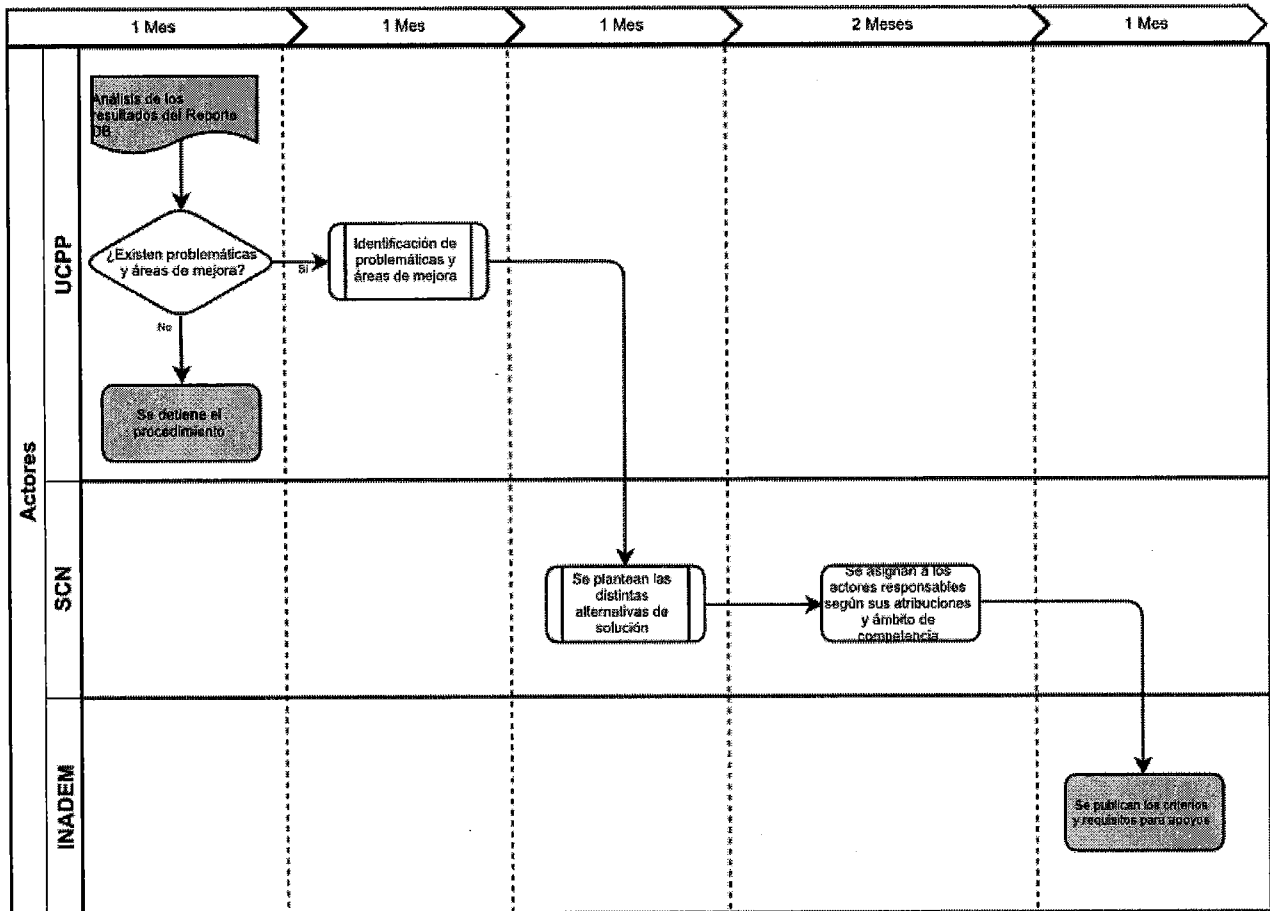 1 Mes
1 Mes
1 Mes
2 Meses
1 Mes
Actores
UCPP
Análisis de los
resultados del Reporte
DB
¿Existen problemáticas
y áreas de mejora?
Sí
Identificación de
problemáticas y
áreas de mejora
No
Se detiene el
procedimiento
SCN
Se plantean las
distintas
alternativas de
solución
Se asignan a los
actores responsables
según sus atribuciones
y ámbito de
competencia
INADEM
Se publican los criterios
y requisitos para apoyos